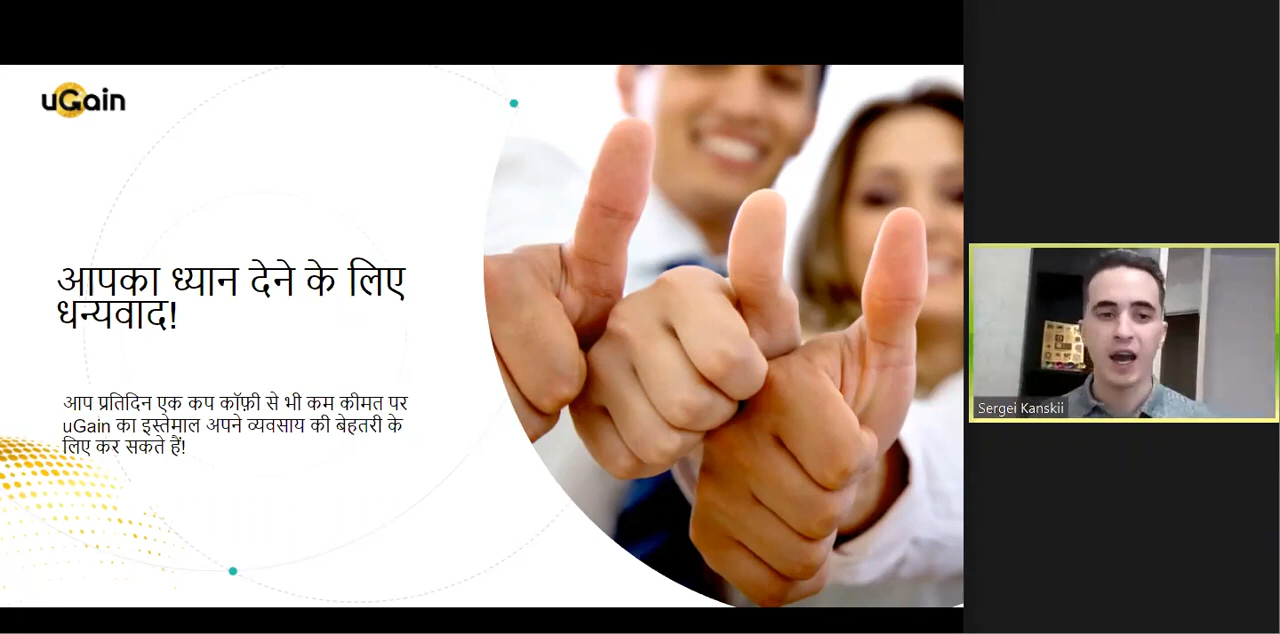 uGain
आपका ध्यान देने के लिए
धन्यवाद!
आप प्रतिदिन एक कप कॉफ़ी से भी कम कीमत पर
uGain का इस्तेमाल अपने व्यवसाय की बेहतरी के
लिए कर सकते हैं!
Sergei Kanskii